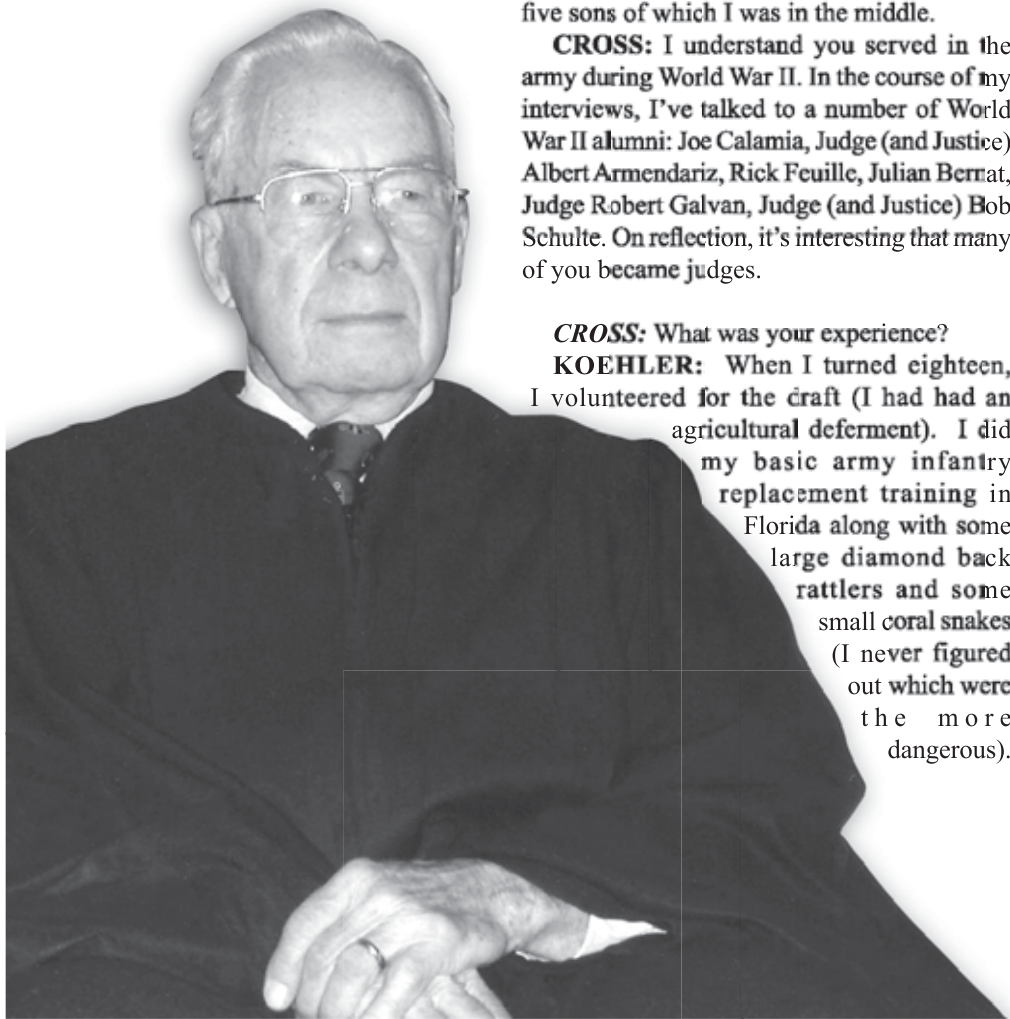 five sons of which I was in the middle.
CROSS: I understand you served in the
army during World War II. In the course of my
interviews, I've talked to a number of World
War II alumni: Joe Calamia, Judge (and Justice)
Albert Armendariz, Rick Feuille, Julian Bernat,
Judge Robert Galvan, Judge (and Justice) Bob
Schulte. On reflection, it's interesting that many
of you became judges.
CROSS: What was your experience?
KOEHLER: When I turned eighteen,
I volunteered for the draft (I had had an
agricultural deferment). I did
my basic army infantry
replacement training in
Florida along with some
large diamond back
rattlers and some
small coral snakes
(I never figured
out which were
the more
dangerous).